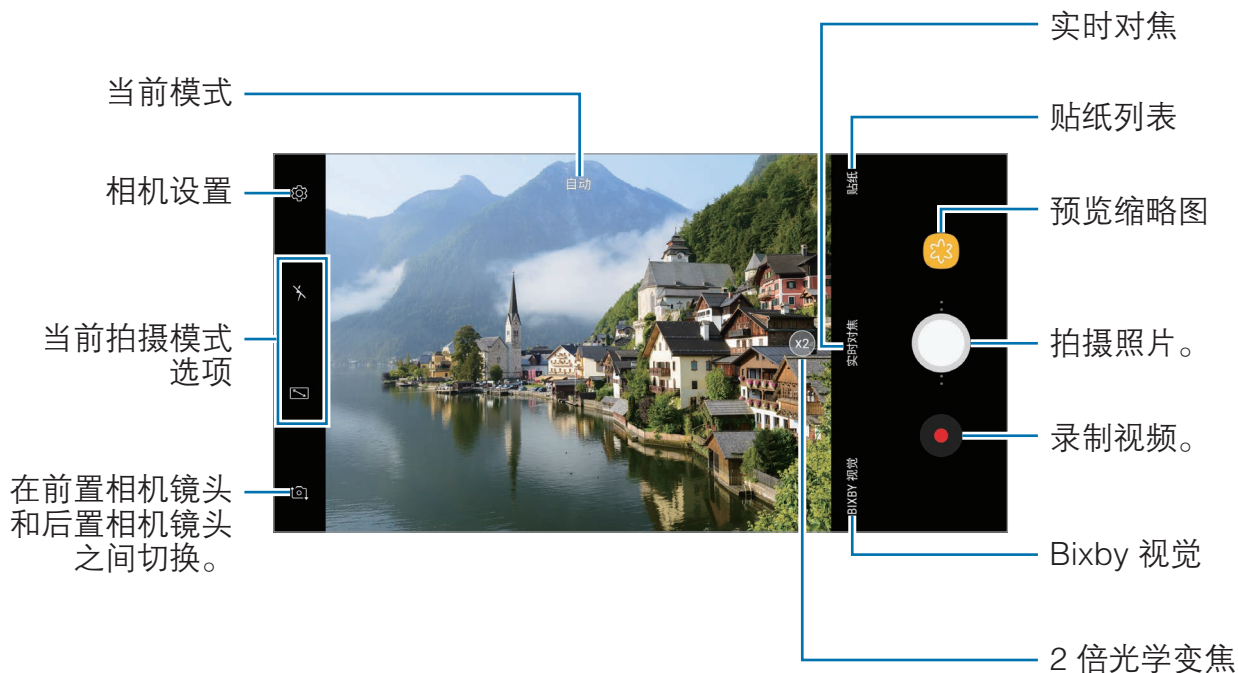 实时对焦
当前模式
贴纸列表
相机设置
自动
贴纸
预览缩略图
当前拍摄模式
选项
x2
实时对焦
拍摄照片。
录制视频。
在前置相机镜头
和后置相机镜头
之间切换。
BIXBY 视觉
Bixby 视觉
2 倍光学变焦